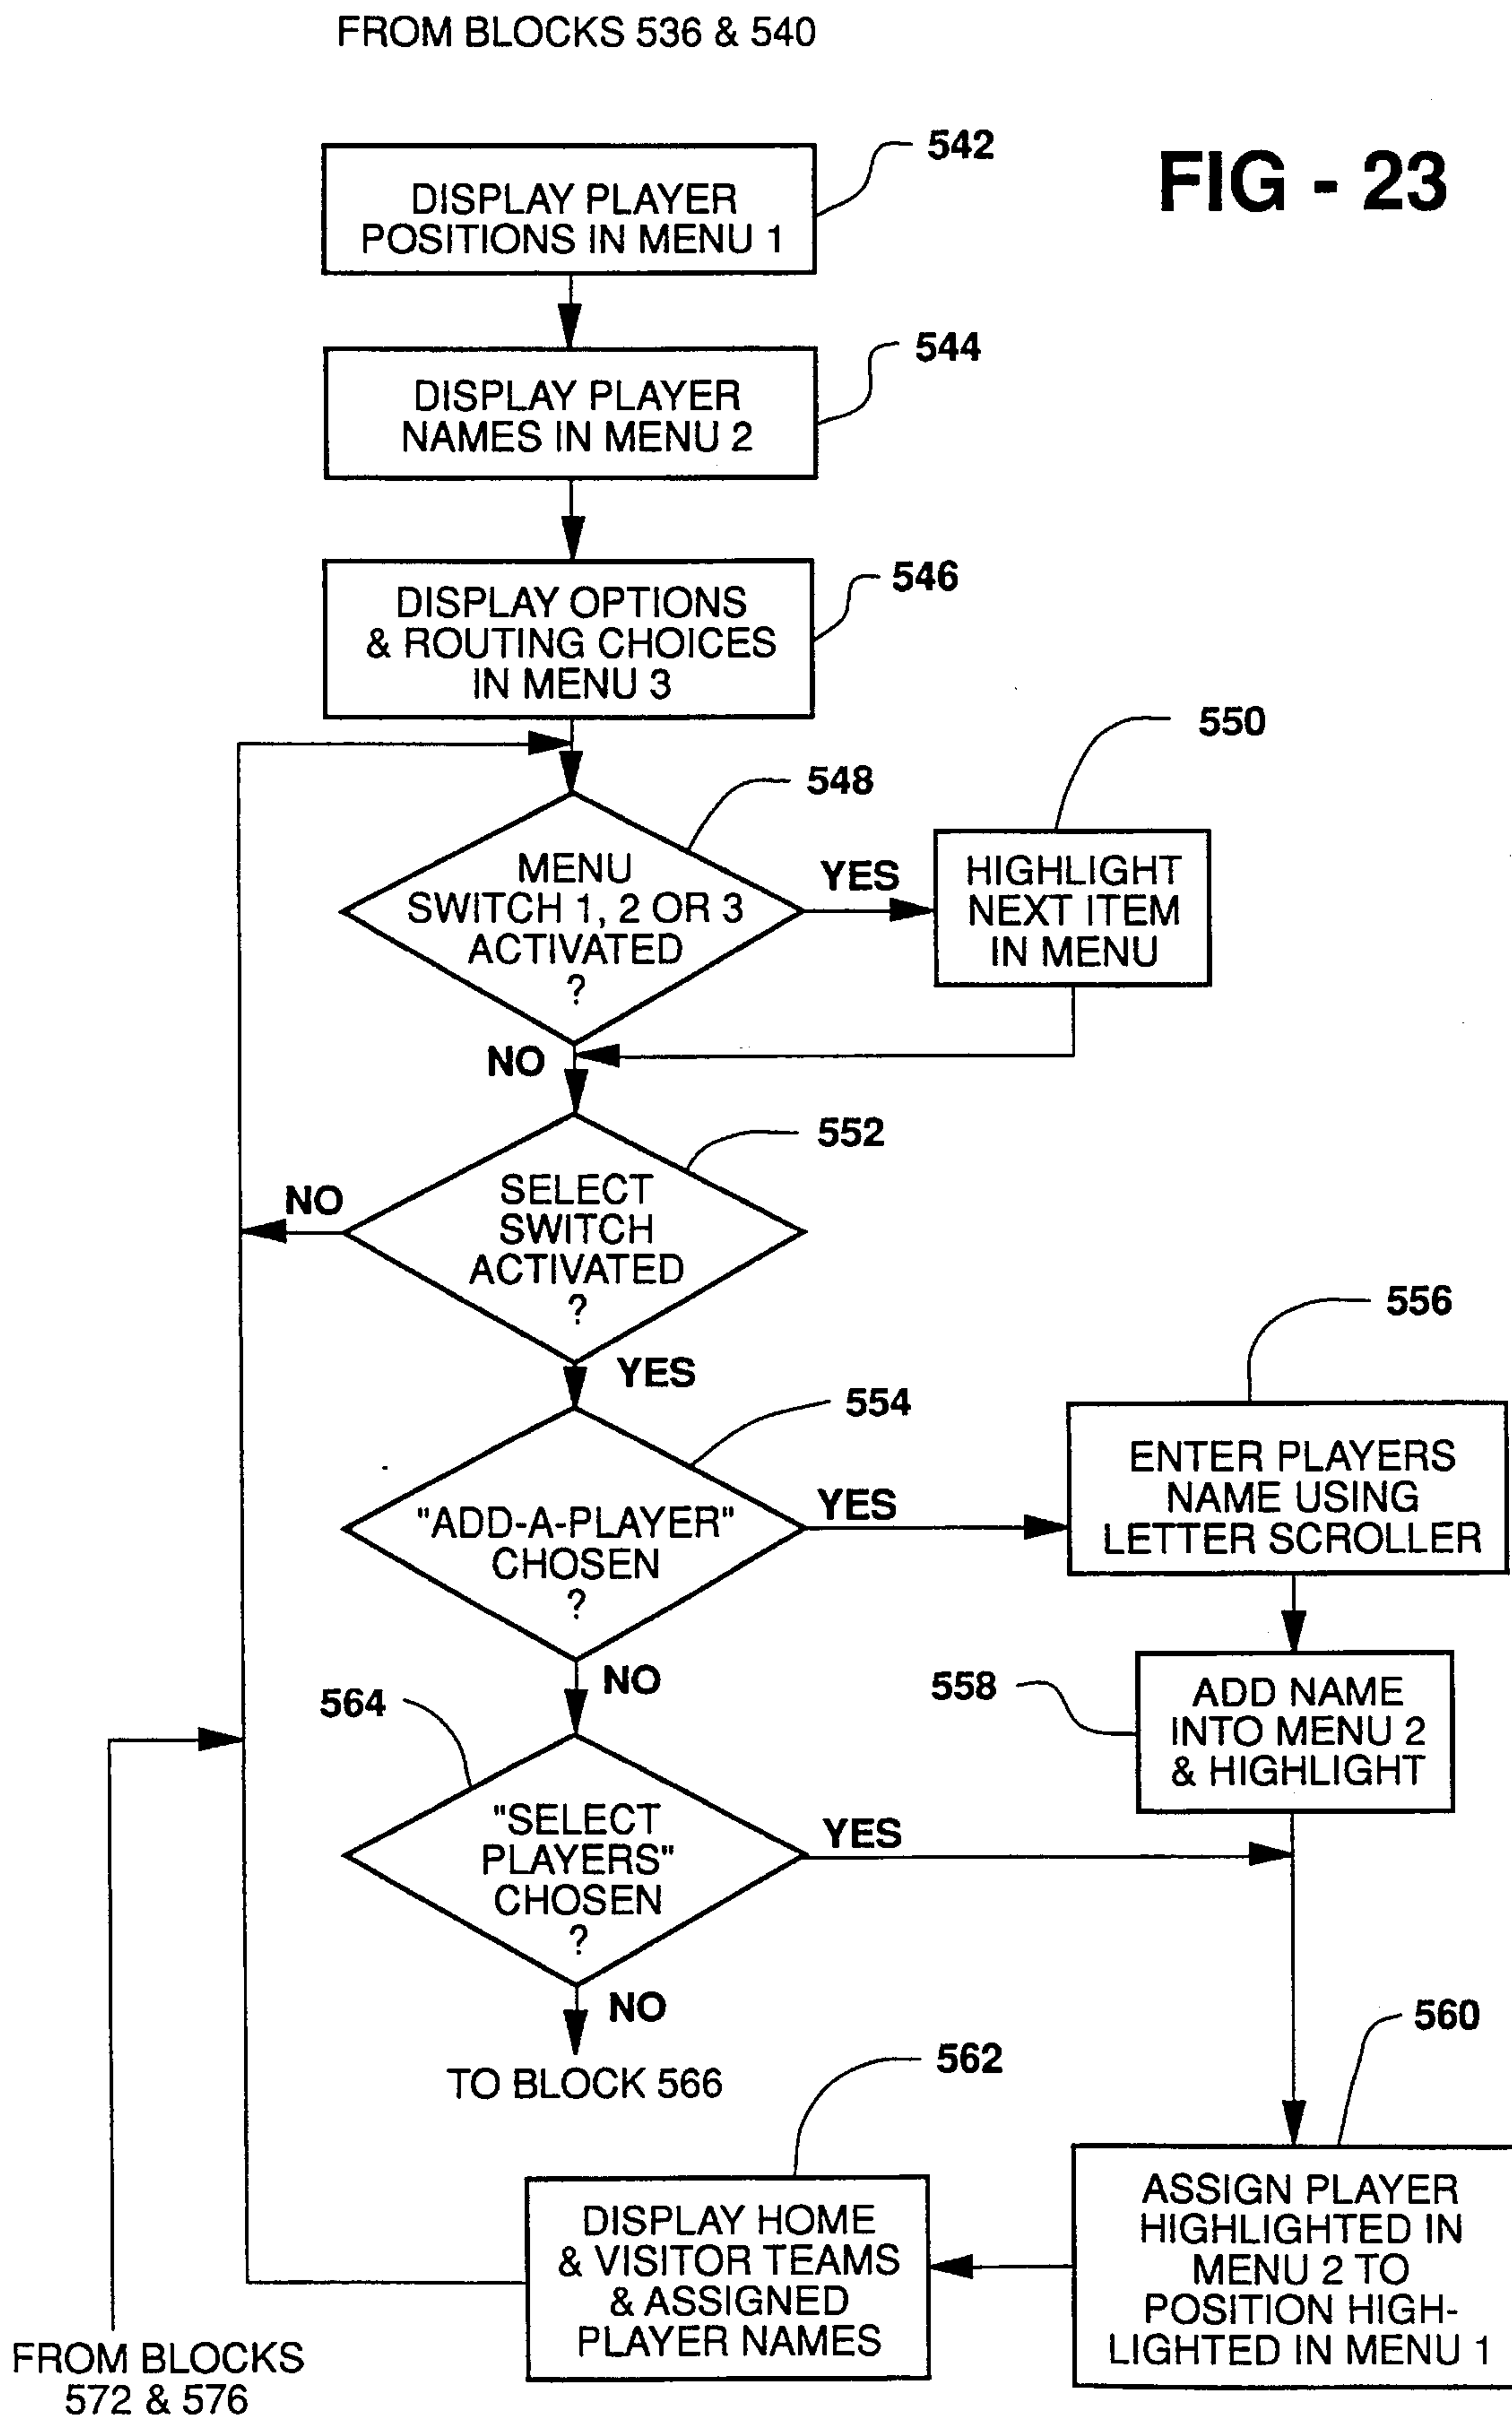 FROM BLOCKS 536 & 540
542
FIG - 23
DISPLAY PLAYER
POSITIONS IN MENU 1
544
DISPLAY PLAYER
NAMES IN MENU 2
546
DISPLAY OPTIONS
& ROUTING CHOICES
IN MENU 3
550
548
MENU
SWITCH 1, 2 OR 3
ACTIVATED
?
YES
HIGHLIGHT
NEXT ITEM
IN MENU
NO
552
NO
SELECT
SWITCH
ACTIVATED
?
YES
556
554
"ADD-A-PLAYER"
CHOSEN
?
YES
ENTER PLAYERS
NAME USING
LETTER SCROLLER
NO
558
ADD NAME
INTO MENU 2
& HIGHLIGHT
564
"SELECT
PLAYERS"
CHOSEN
?
YES
NO
TO BLOCK 566
560
562
ASSIGN PLAYER
HIGHLIGHTED IN
MENU 2 TO
POSITION HIGH-
LIGHTED IN MENU 1
DISPLAY HOME
& VISITOR TEAMS
& ASSIGNED
PLAYER NAMES
FROM BLOCKS
572 & 576